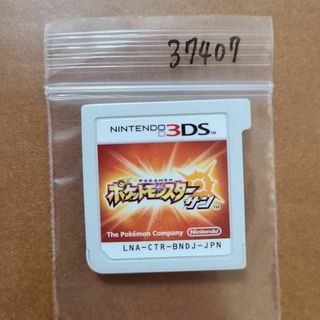 37407
NINTENDO 3DS
POKÉMON
ポケットモンスター
サン
TM
The Pokémon Company
Nintendo
LNA-CTR-BNDJ-JPN